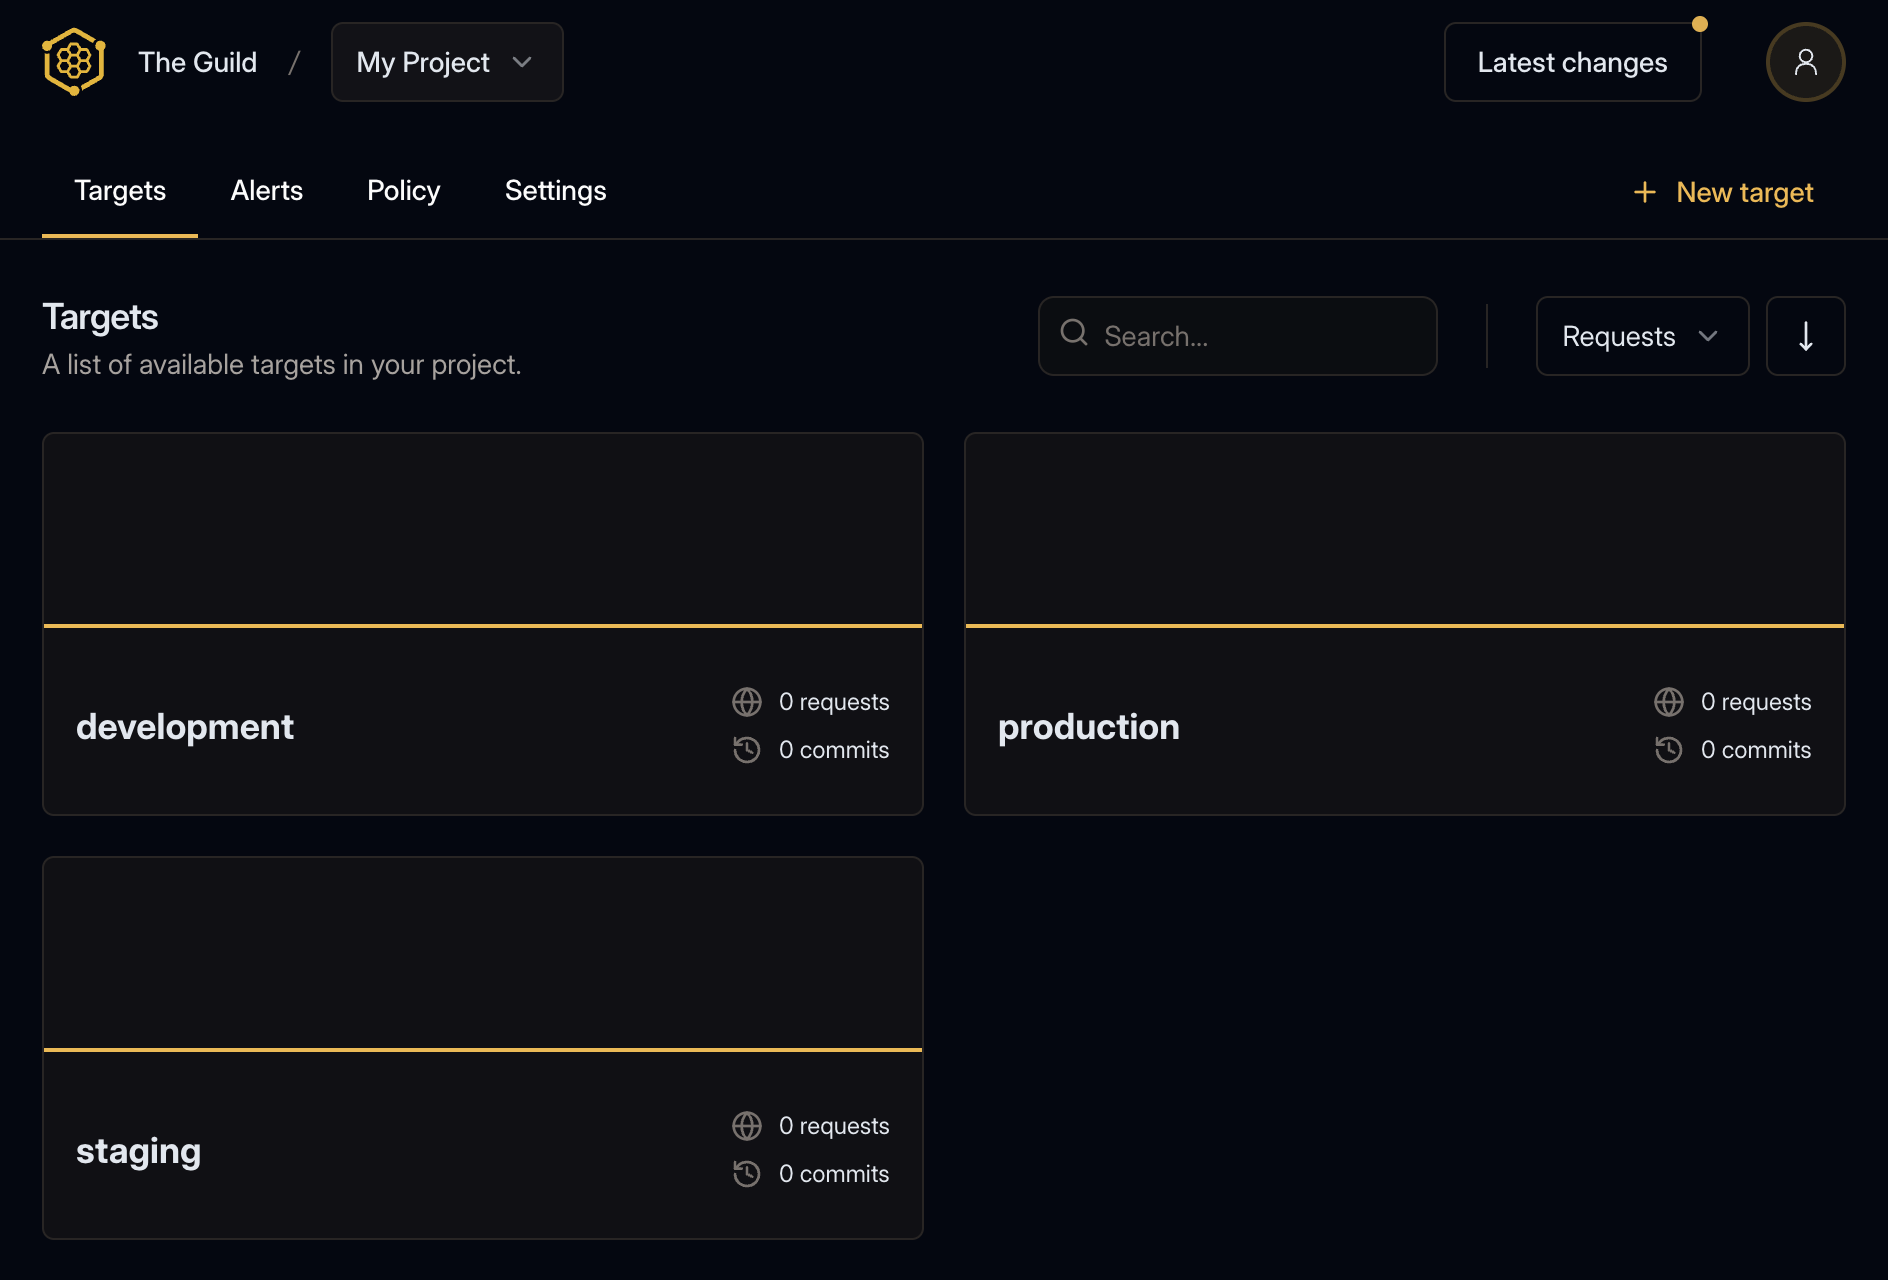 The Guild / My Project
Latest changes
Targets Alerts Policy Settings
+ New target
Targets
A list of available targets in your project.
Search...
Requests
development
0 requests
0 commits
production
0 requests
0 commits
staging
0 requests
0 commits